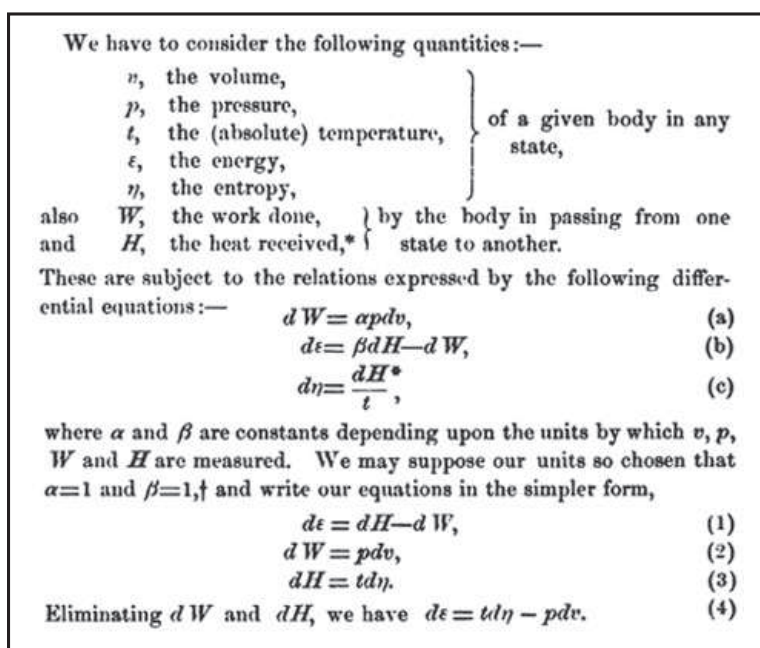 We have to consider the following quantities:—
v, the volume,
p, the pressure,
t, the (absolute) temperature,
ε, the energy,
η, the entropy,
of a given body in any
state,
also W, the work done,
and H, the heat received,*
by the body in passing from one
state to another.
These are subject to the relations expressed by the following differ-
ential equations:—
dW= αpdv, (a)
dε= βdH—dW, (b)
dη= dH*/t, (c)
where α and β are constants depending upon the units by which v, p,
W and H are measured. We may suppose our units so chosen that
α=1 and β=1,† and write our equations in the simpler form,
dε = dH—dW, (1)
dW= pdv, (2)
dH= tdη. (3)
Eliminating dW and dH, we have dε = tdη – pdv. (4)